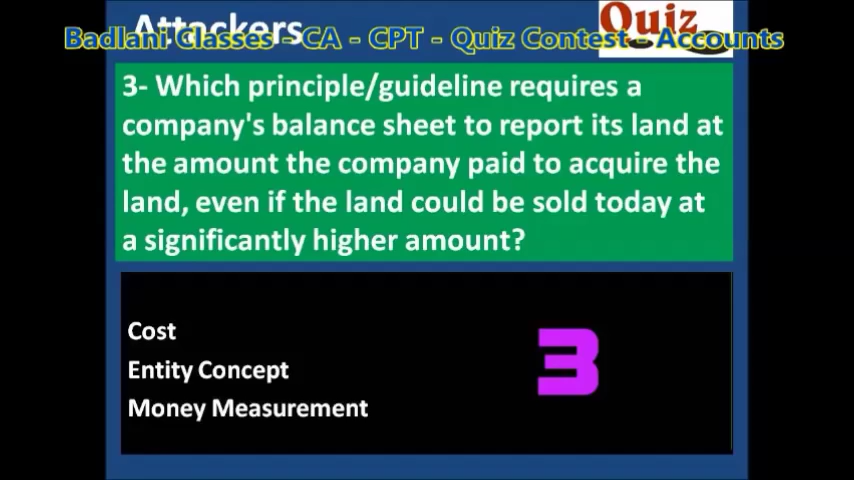 Attackers
Quiz
Badlani Classes - CA - CPT - Quiz Contest - Accounts
3- Which principle/guideline requires a
company's balance sheet to report its land at
the amount the company paid to acquire the
land, even if the land could be sold today at
a significantly higher amount?
Cost
Entity Concept
Money Measurement
3